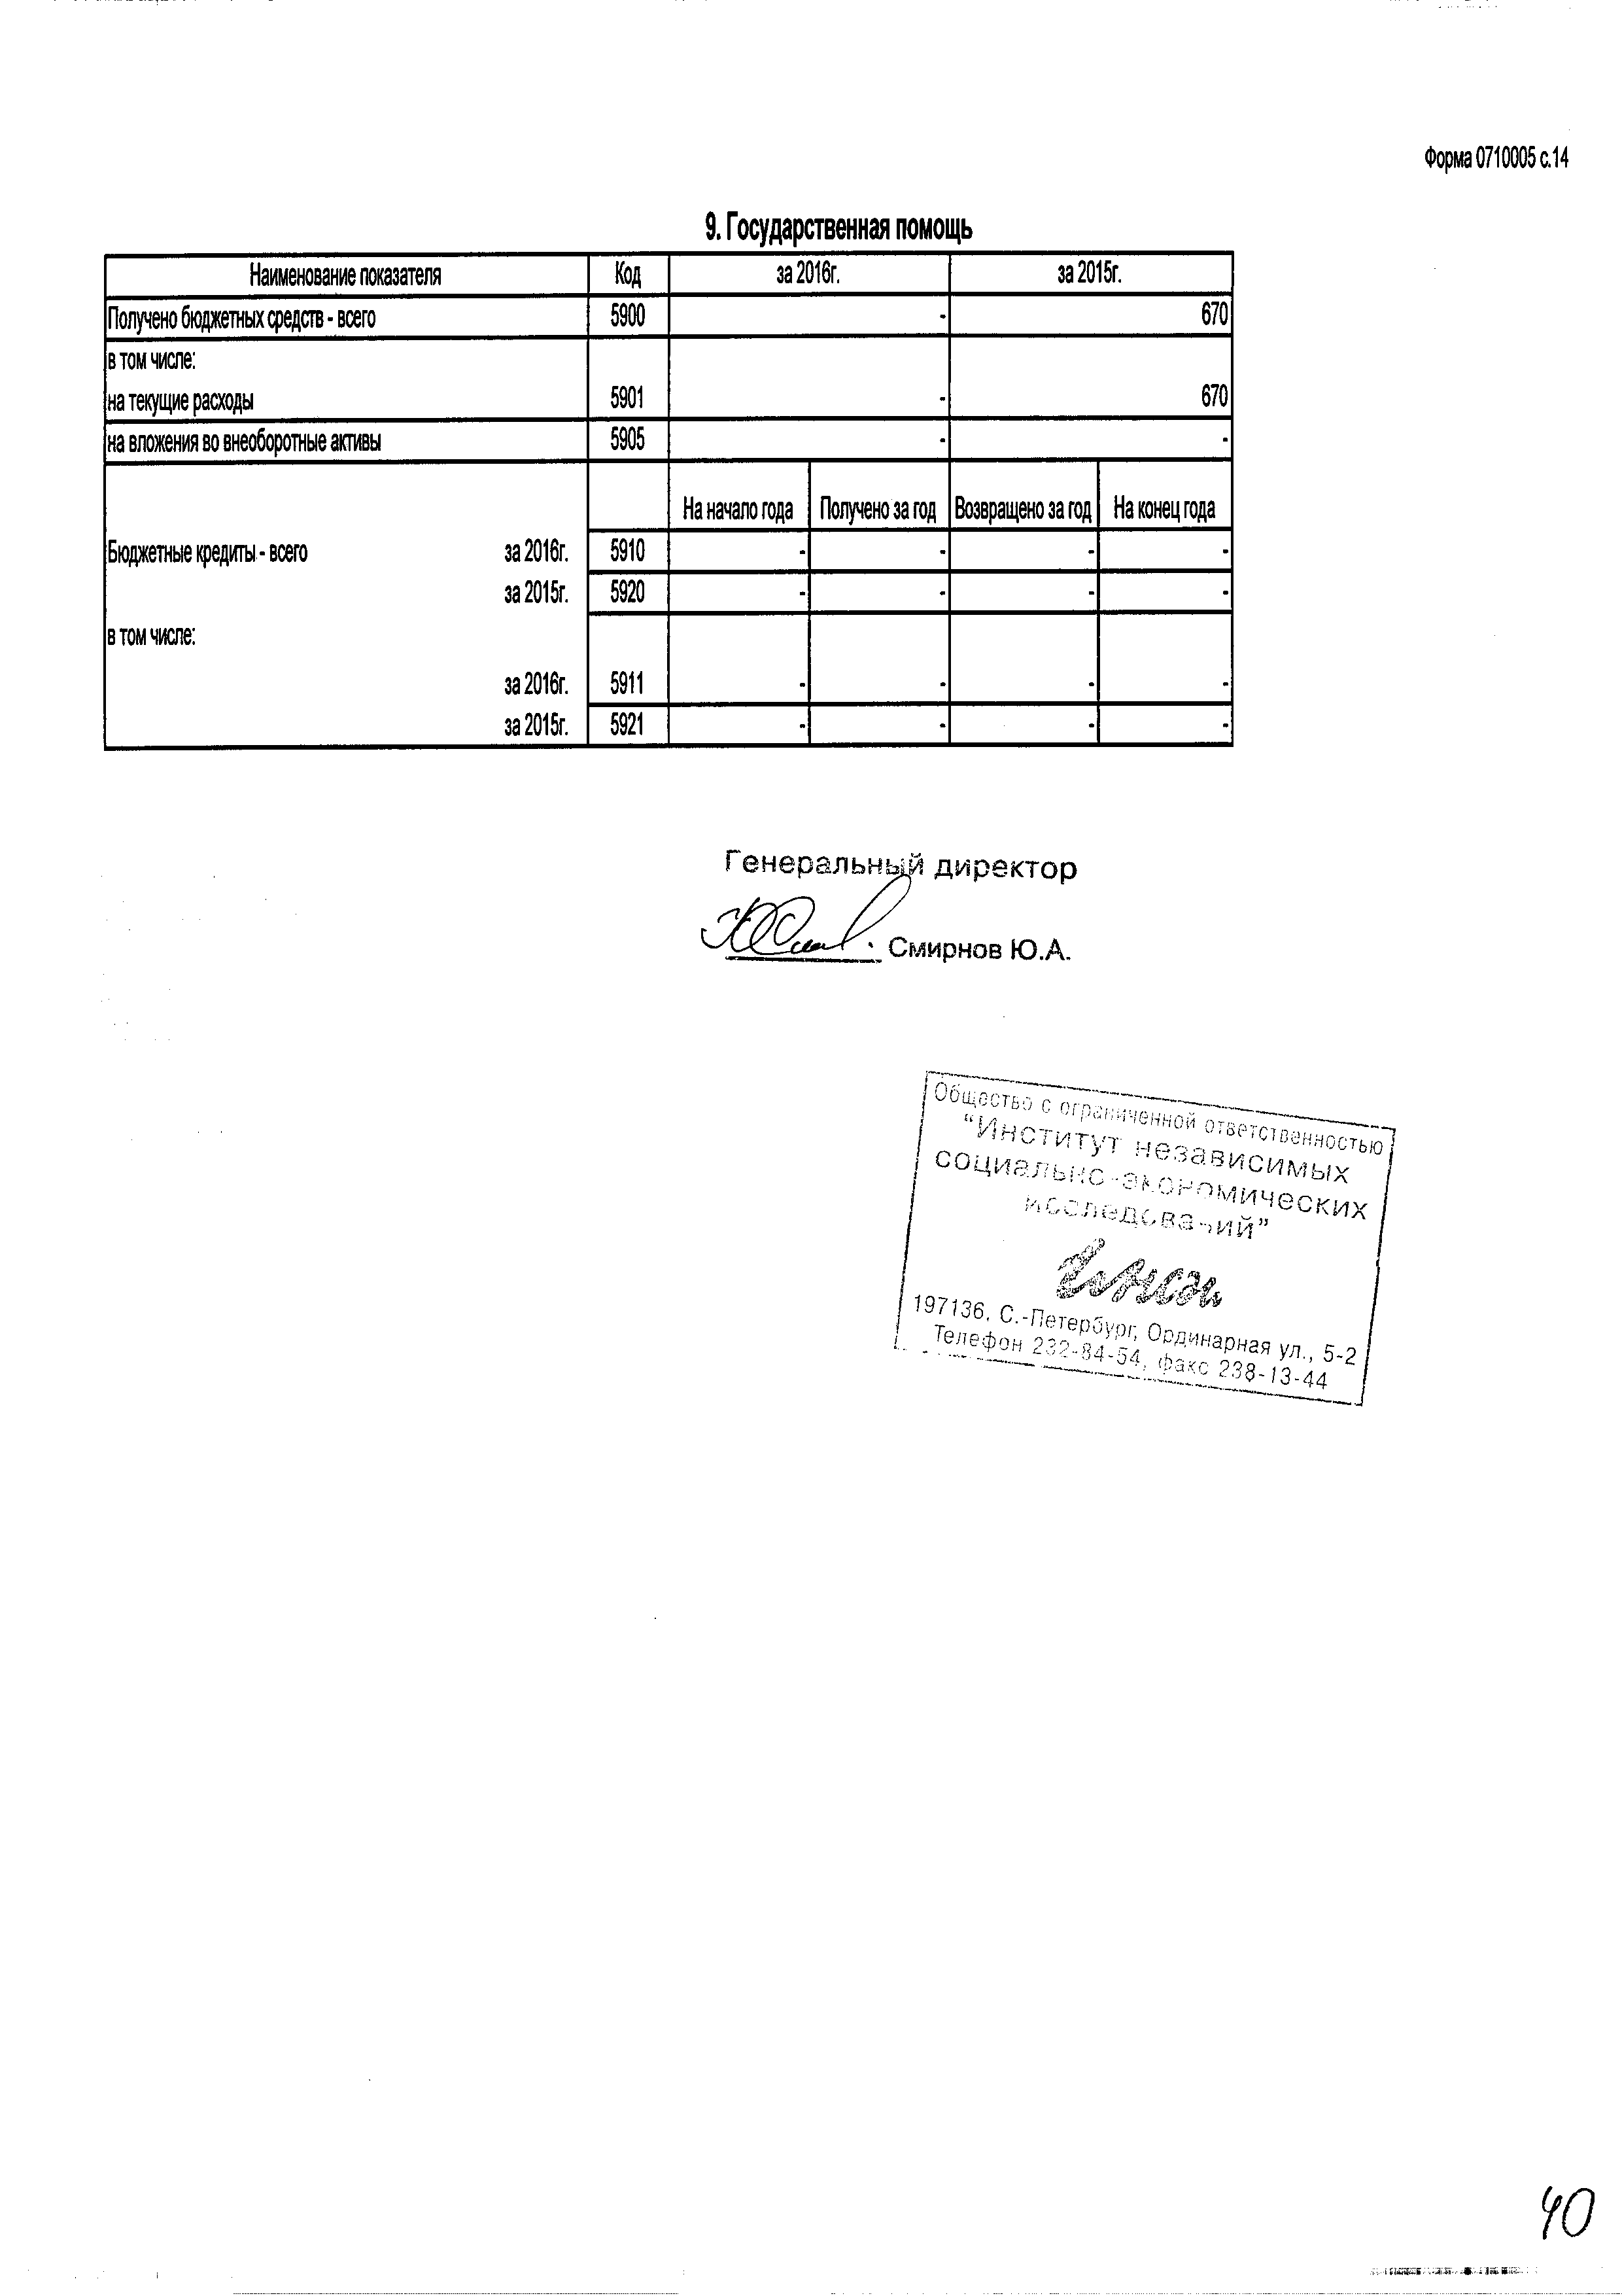 Форма 0710005 с.14
9. Государственная помощь
Наименование показателя Код за 2016г. за 2015г.
Получено бюджетных средств - всего 5900 - 670
в том числе:
на текущие расходы 5901 - 670
на вложения во внеоборотные активы 5905 - -
На начало года Получено за год Возвращено за год На конец года
Бюджетные кредиты - всего за 2016г. 5910 - - - -
за 2015г. 5920 - - - -
в том числе:
за 2016г. 5911 - - - -
за 2015г. 5921 - - - -
Генеральный директор
Смирнов Ю.А.
Общество с ограниченной ответственностью
“Институт независимых
социально-экономических
исследований”
197136, С.-Петербург, Ординарная ул., 5-2
Телефон 232-84-54, факс 238-13-44
40